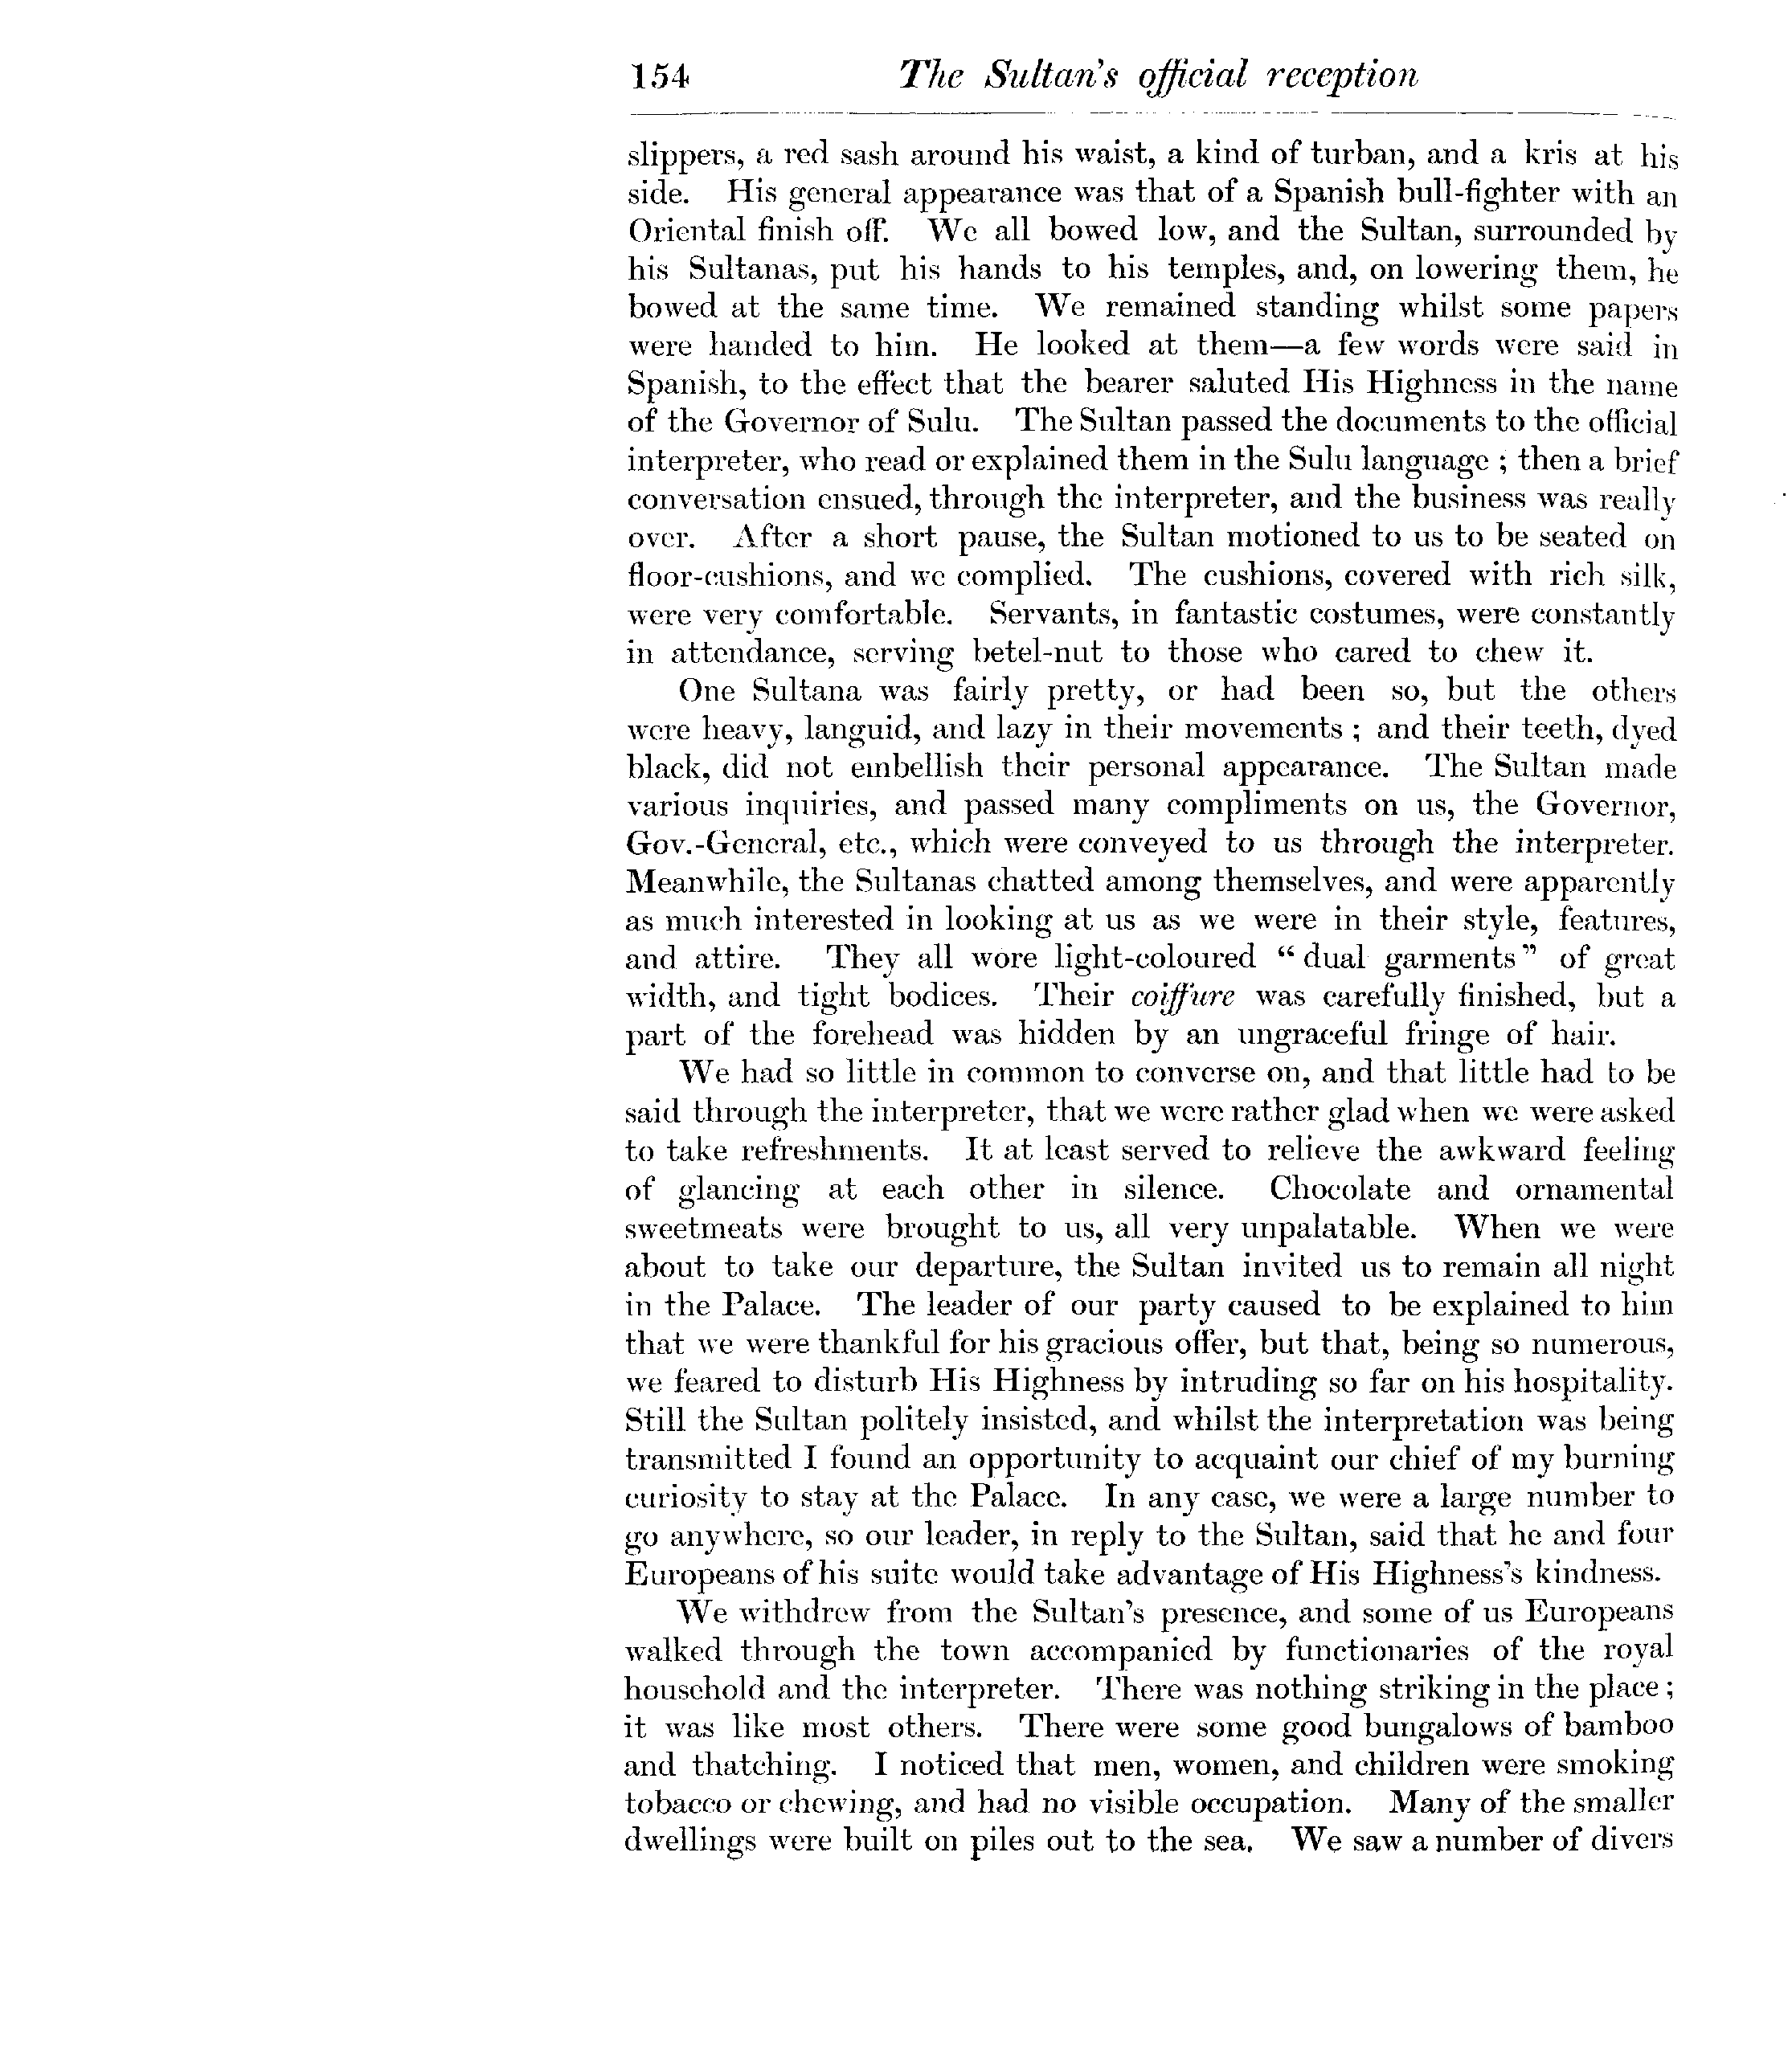 154 The Sultan's official reception
slippers, a red sash around his waist, a kind of turban, and a kris at his
side. His general appearance was that of a Spanish bull-fighter with an
Oriental finish off. We all bowed low, and the Sultan, surrounded by
his Sultanas, put his hands to his temples, and, on lowering them, he
bowed at the same time. We remained standing whilst some papers
were handed to him. He looked at them—a few words were said in
Spanish, to the effect that the bearer saluted His Highness in the name
of the Governor of Sulu. The Sultan passed the documents to the official
interpreter, who read or explained them in the Sulu language ; then a brief
conversation ensued, through the interpreter, and the business was really
over. After a short pause, the Sultan motioned to us to be seated on
floor-cushions, and we complied. The cushions, covered with rich silk,
were very comfortable. Servants, in fantastic costumes, were constantly
in attendance, serving betel-nut to those who cared to chew it.
One Sultana was fairly pretty, or had been so, but the others
were heavy, languid, and lazy in their movements ; and their teeth, dyed
black, did not embellish their personal appearance. The Sultan made
various inquiries, and passed many compliments on us, the Governor,
Gov.-General, etc., which were conveyed to us through the interpreter.
Meanwhile, the Sultanas chatted among themselves, and were apparently
as much interested in looking at us as we were in their style, features,
and attire. They all wore light-coloured “ dual garments” of great
width, and tight bodices. Their coiffure was carefully finished, but a
part of the forehead was hidden by an ungraceful fringe of hair.
We had so little in common to converse on, and that little had to be
said through the interpreter, that we were rather glad when we were asked
to take refreshments. It at least served to relieve the awkward feeling
of glancing at each other in silence. Chocolate and ornamental
sweetmeats were brought to us, all very unpalatable. When we were
about to take our departure, the Sultan invited us to remain all night
in the Palace. The leader of our party caused to be explained to him
that we were thankful for his gracious offer, but that, being so numerous,
we feared to disturb His Highness by intruding so far on his hospitality.
Still the Sultan politely insisted, and whilst the interpretation was being
transmitted I found an opportunity to acquaint our chief of my burning
curiosity to stay at the Palace. In any case, we were a large number to
go anywhere, so our leader, in reply to the Sultan, said that he and four
Europeans of his suite would take advantage of His Highness's kindness.
We withdrew from the Sultan's presence, and some of us Europeans
walked through the town accompanied by functionaries of the royal
household and the interpreter. There was nothing striking in the place ;
it was like most others. There were some good bungalows of bamboo
and thatching. I noticed that men, women, and children were smoking
tobacco or chewing, and had no visible occupation. Many of the smaller
dwellings were built on piles out to the sea. We saw a number of divers